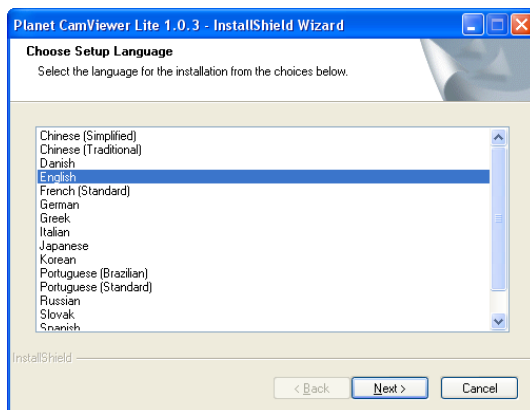 Planet CamViewer Lite 1.0.3 - InstallShield Wizard
Choose Setup Language
Select the language for the installation from the choices below.
Chinese (Simplified)
Chinese (Traditional)
Danish
English
French (Standard)
German
Greek
Italian
Japanese
Korean
Portuguese (Brazilian)
Portuguese (Standard)
Russian
Slovak
Spanish
InstallShield
< Back
Next >
Cancel